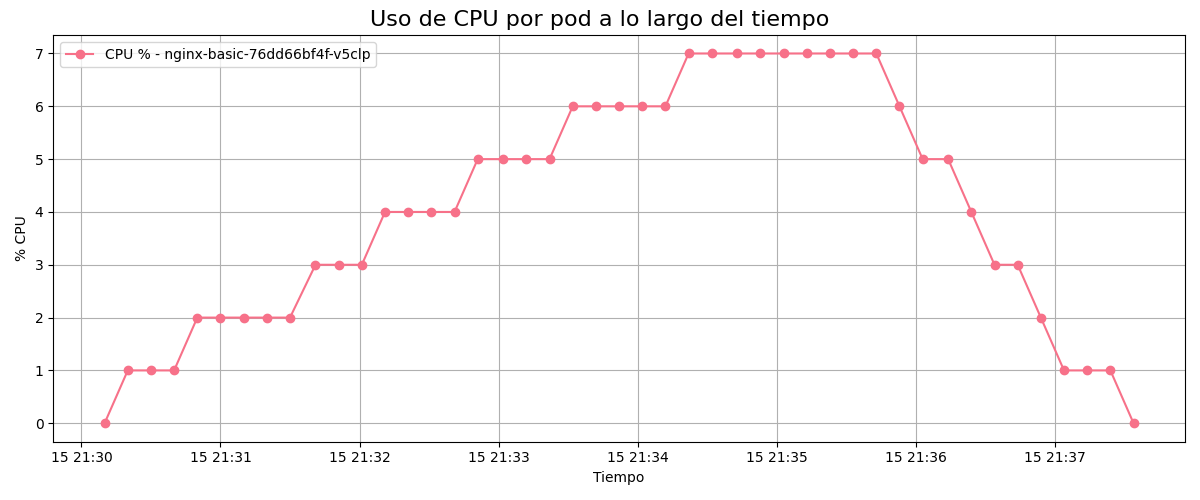 Uso de CPU por pod a lo largo del tiempo
CPU % - nginx-basic-76dd66bf4f-v5clp
% CPU
7
6
5
4
3
2
1
0
15 21:30 15 21:31 15 21:32 15 21:33 15 21:34 15 21:35 15 21:36 15 21:37
Tiempo